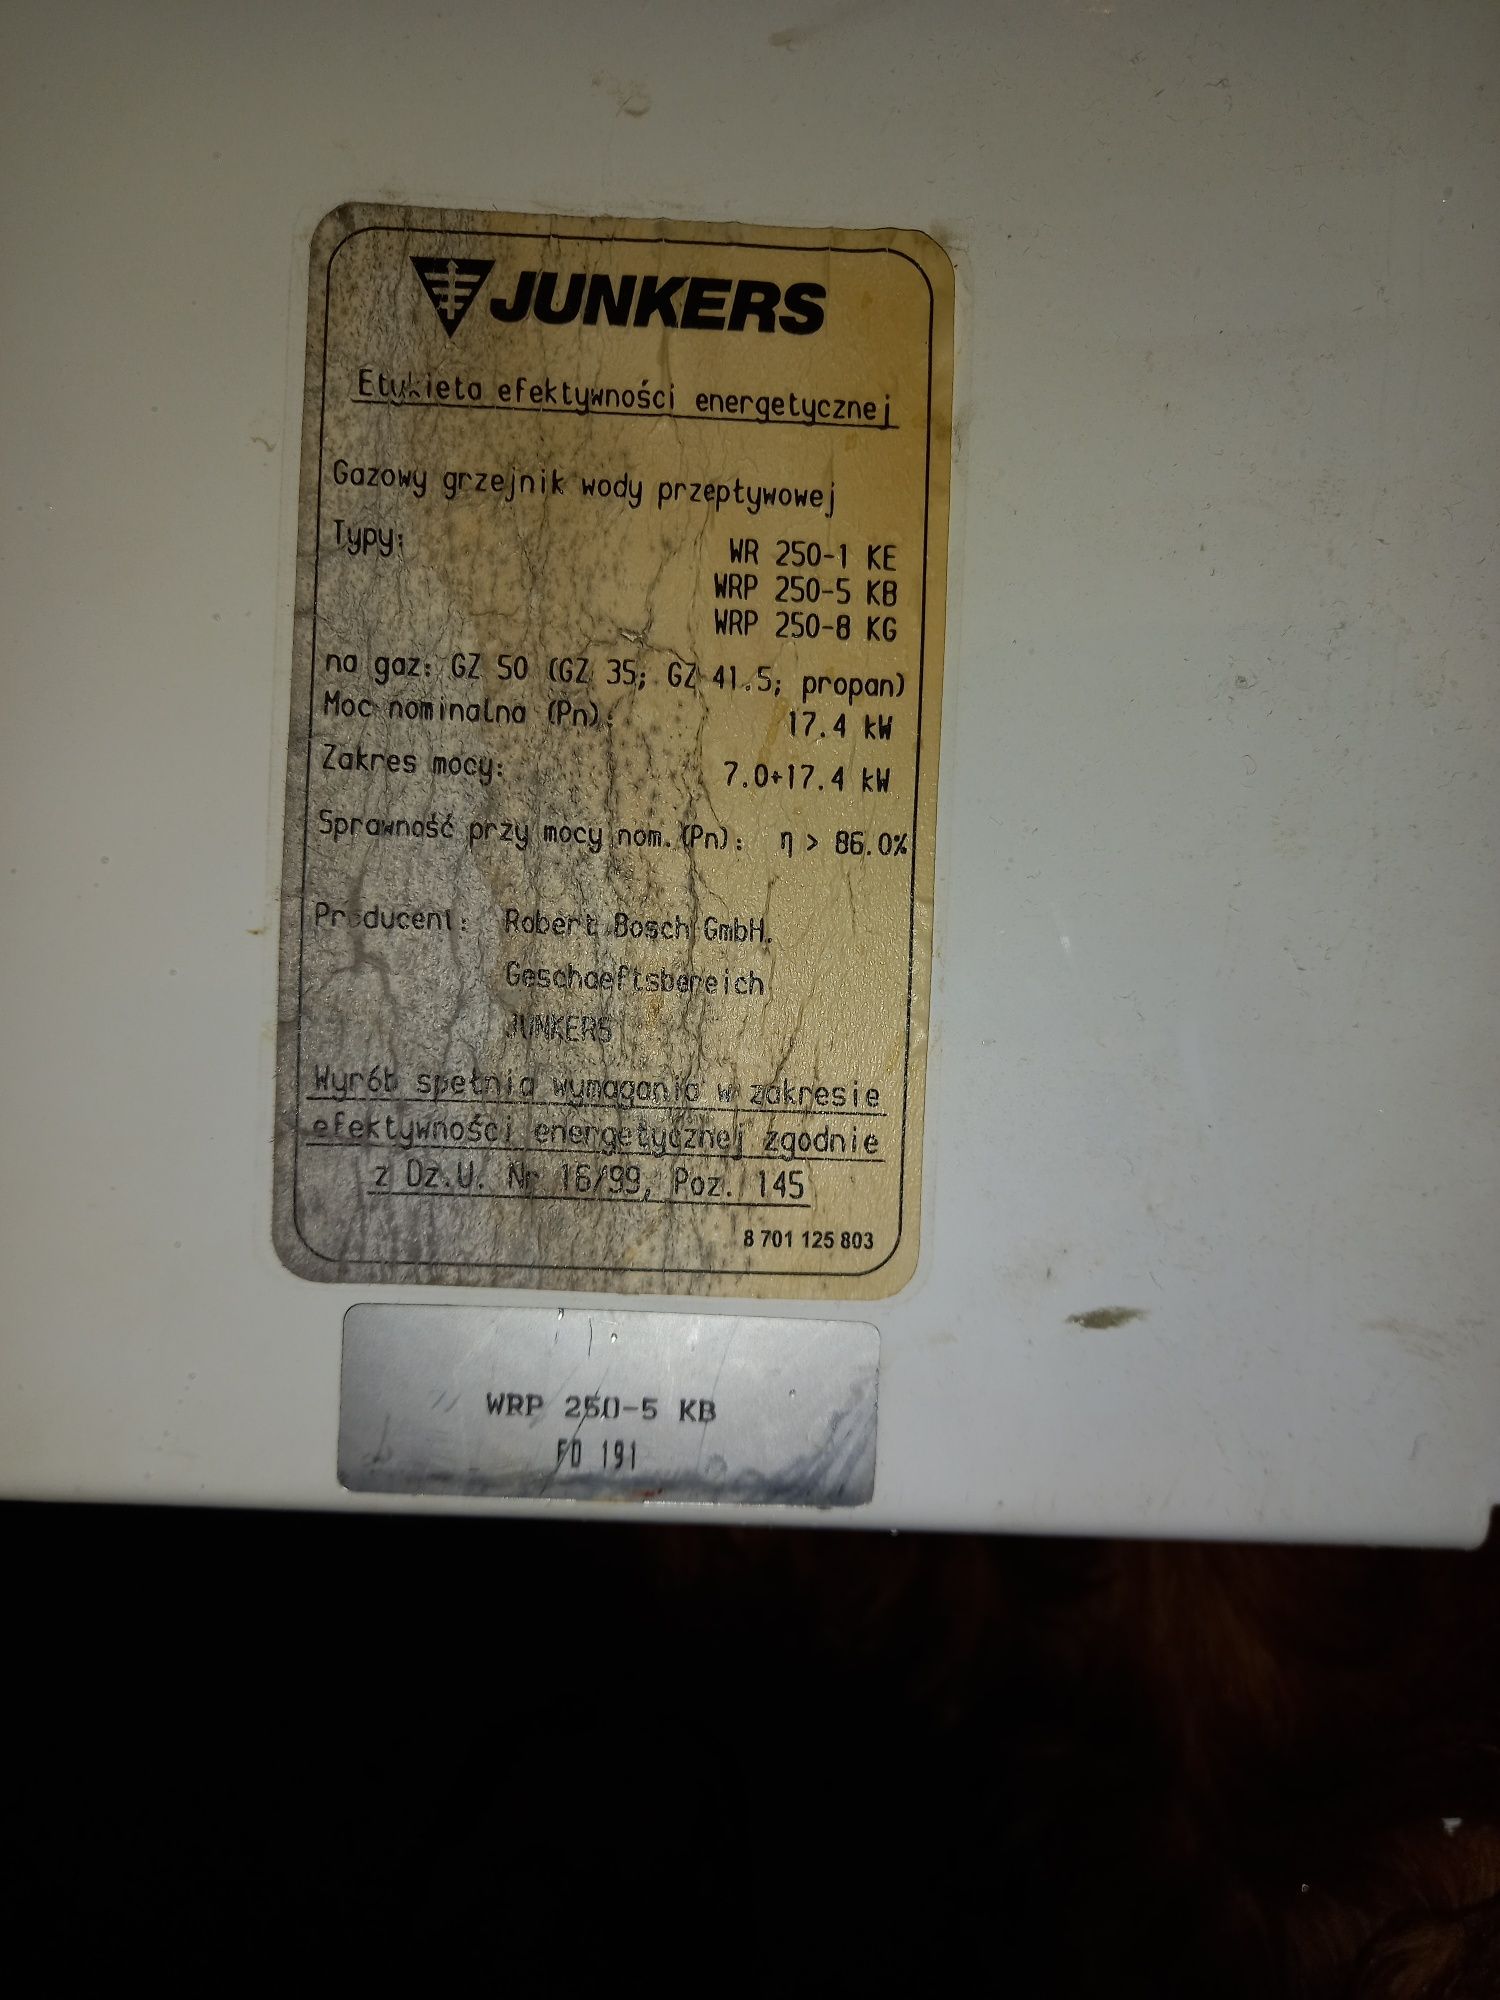 JUNKERS
Etykieta efektywności energetycznej
Gazowy grzejnik wody przepływowej
Typy: WR 250-1 KE
WRP 250-5 KB
WRP 250-8 KG
na gaz: GZ 50 (GZ 35; GZ 41.5; propan)
Moc nominalna (Pn): 17.4 kW
Zakres mocy: 7.0÷17.4 kW
Sprawność przy mocy nom. (Pn): η > 86.0%
Producent: Robert Bosch GmbH.
Geschaeftsbereich
JUNKERS
Wyrób spełnia wymagania w zakresie
efektywności energetycznej zgodnie
z Dz.U. Nr 16/99, Poz. 145
8 701 125 803
WRP 250-5 KB
FD 191